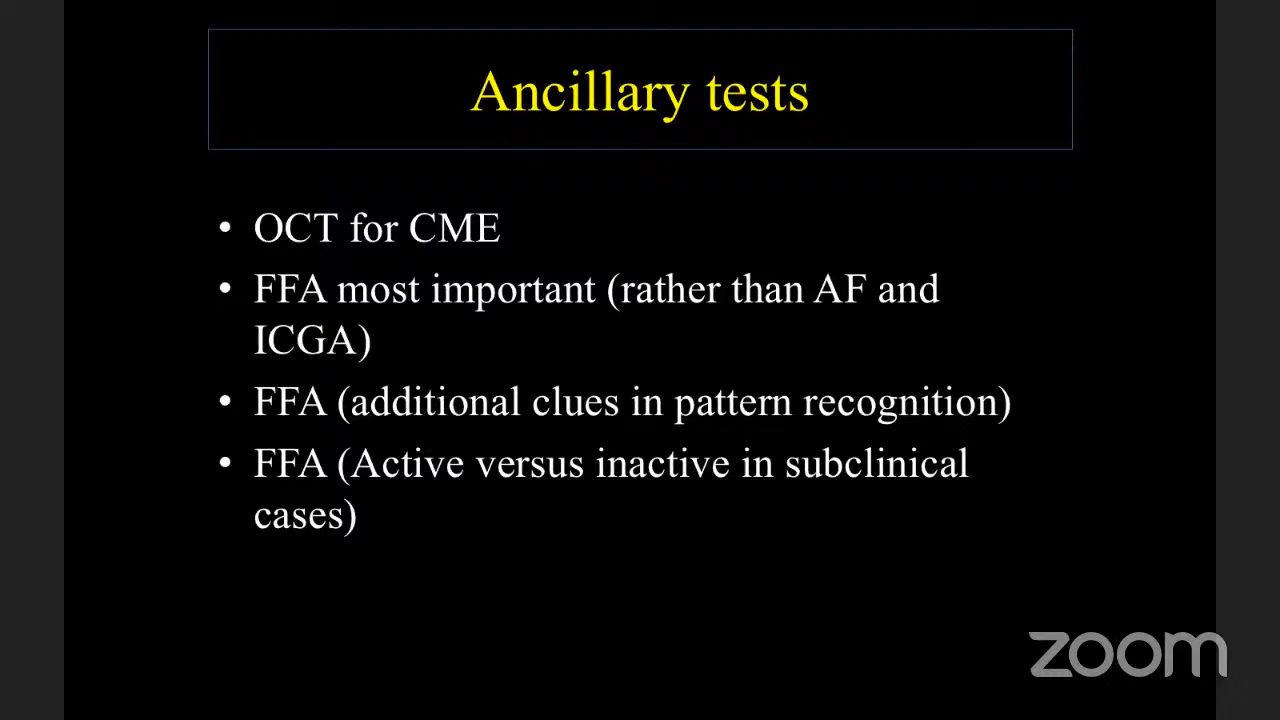 Ancillary tests
• OCT for CME
• FFA most important (rather than AF and
ICGA)
• FFA (additional clues in pattern recognition)
• FFA (Active versus inactive in subclinical
cases)
zoom